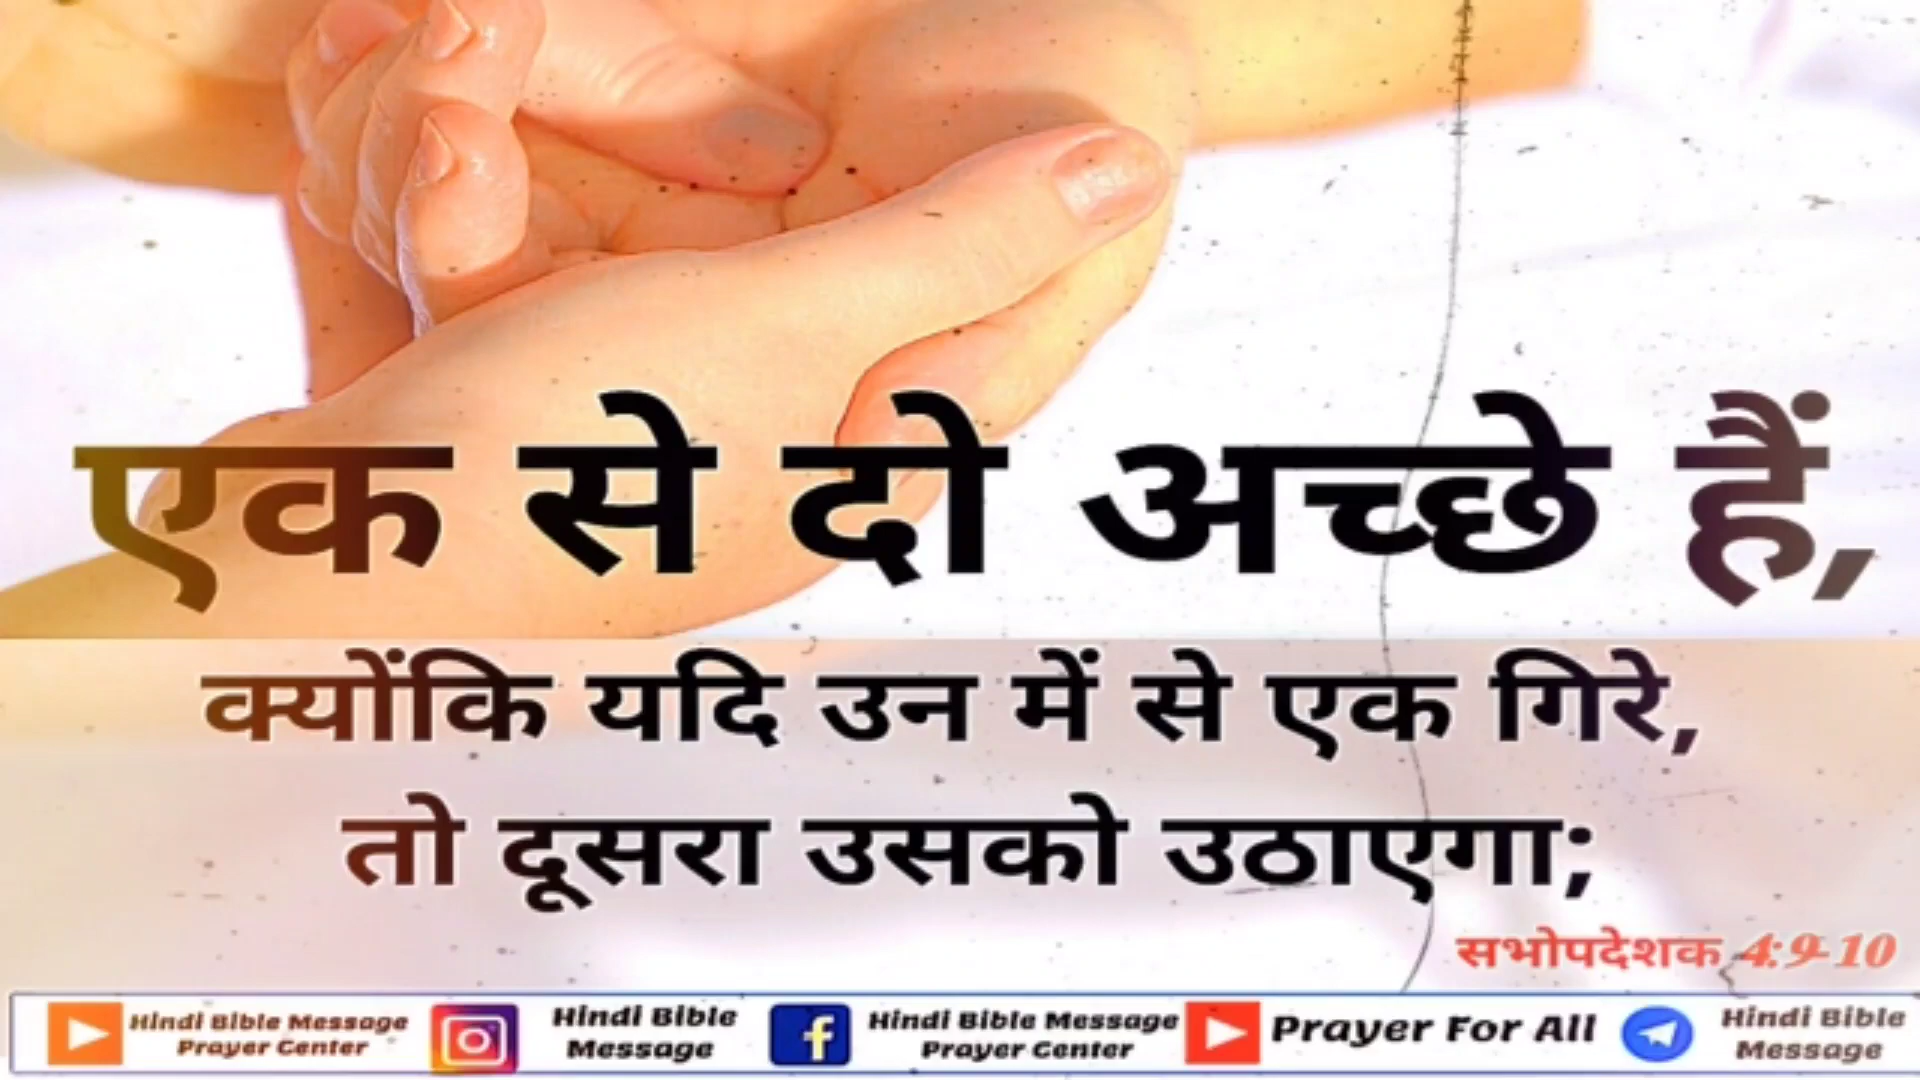 एक से दो अच्छे हैं,
क्योंकि यदि उन में से एक गिरे,
तो दूसरा उसको उठाएगा;
सभोपदेशक 4:9-10
Hindi Bible Message
Prayer Center
Hindi Bible
Message
Hindi Bible Message
Prayer Center
Prayer For All
Hindi Bible
Message